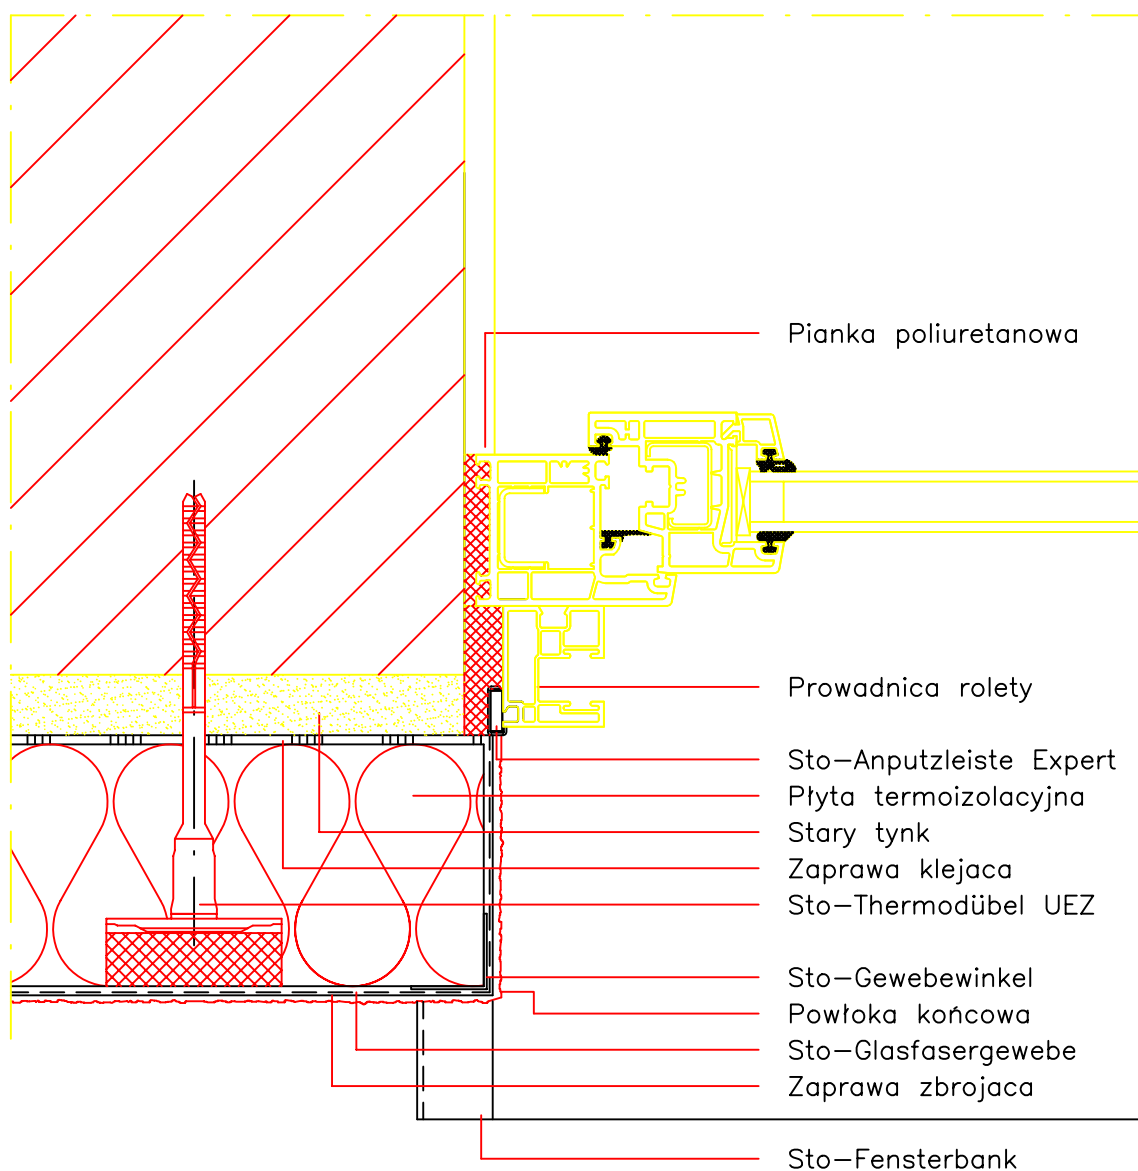 Pianka poliuretanowa
Prowadnica rolety
Sto-Anputzleiste Expert
Płyta termoizolacyjna
Stary tynk
Zaprawa klejaca
Sto-Thermodübel UEZ
Sto-Gewebewinkel
Powłoka końcowa
Sto-Glasfasergewebe
Zaprawa zbrojaca
Sto-Fensterbank